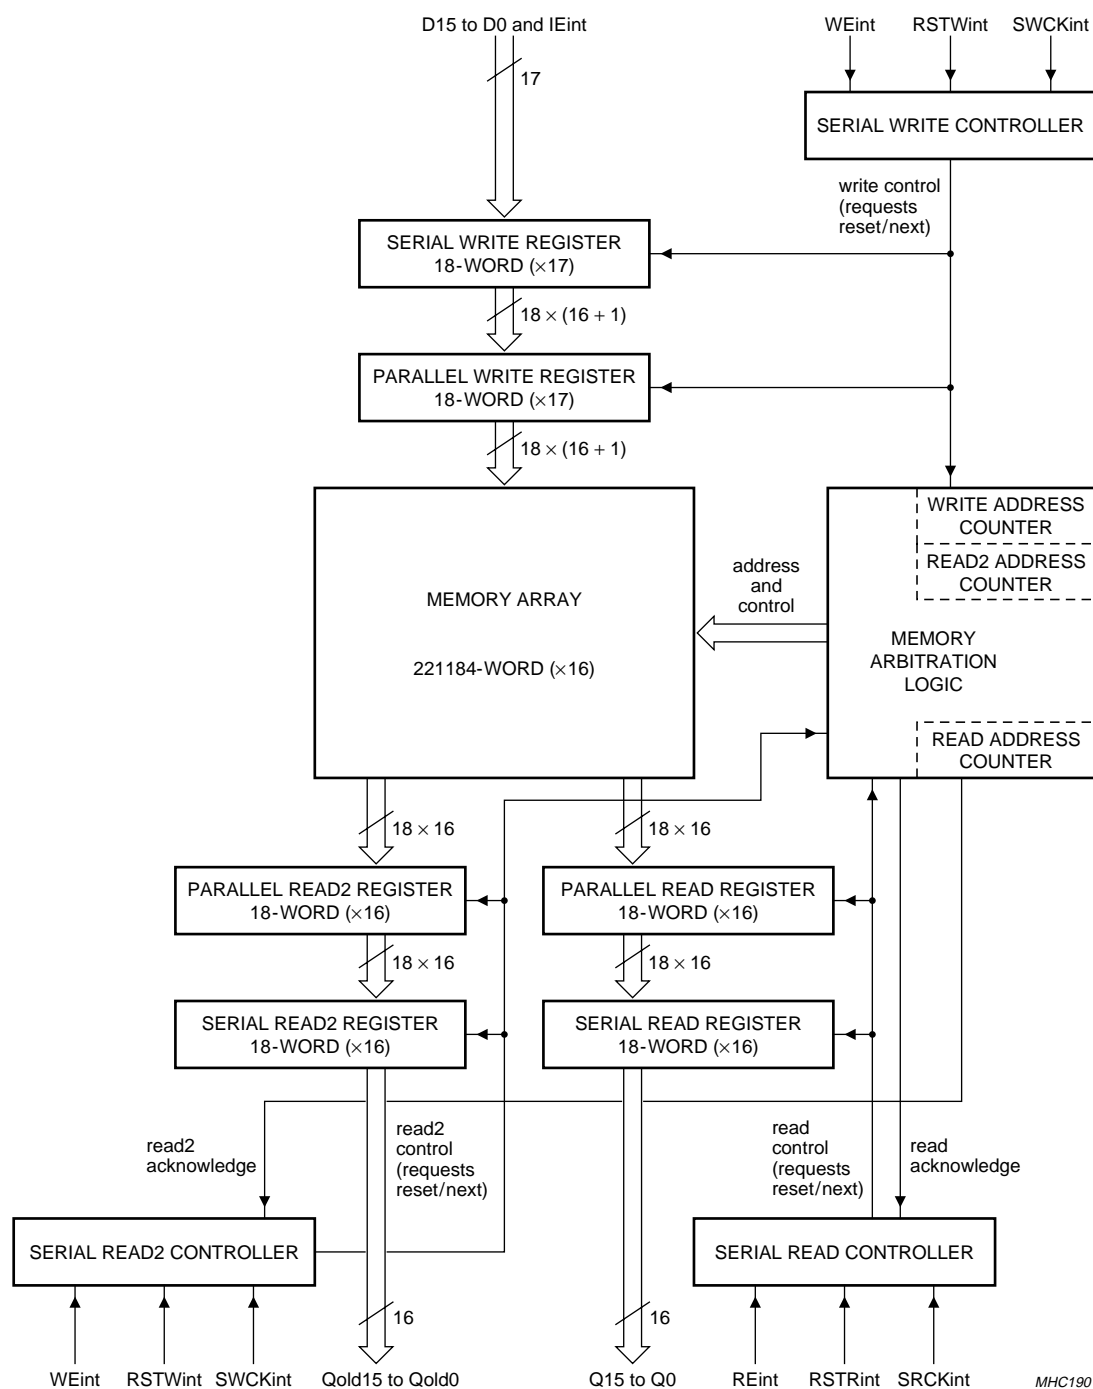 D15 to D0 and IEint
WEint RSTWint SWCKint
17
SERIAL WRITE CONTROLLER
write control
(requests
reset/next)
SERIAL WRITE REGISTER
18-WORD (×17)
18 × (16 + 1)
PARALLEL WRITE REGISTER
18-WORD (×17)
18 × (16 + 1)
WRITE ADDRESS
COUNTER
READ2 ADDRESS
COUNTER
address
and
control
MEMORY ARRAY
221184-WORD (×16)
MEMORY
ARBITRATION
LOGIC
READ ADDRESS
COUNTER
18 × 16
18 × 16
PARALLEL READ2 REGISTER
18-WORD (×16)
PARALLEL READ REGISTER
18-WORD (×16)
18 × 16
18 × 16
SERIAL READ2 REGISTER
18-WORD (×16)
SERIAL READ REGISTER
18-WORD (×16)
read2
acknowledge
read2
control
(requests
reset/next)
read
control
(requests
reset/next)
read
acknowledge
SERIAL READ2 CONTROLLER
SERIAL READ CONTROLLER
16
16
WEint RSTWint SWCKint
Qold15 to Qold0
Q15 to Q0
REint RSTRint SRCKint
MHC190